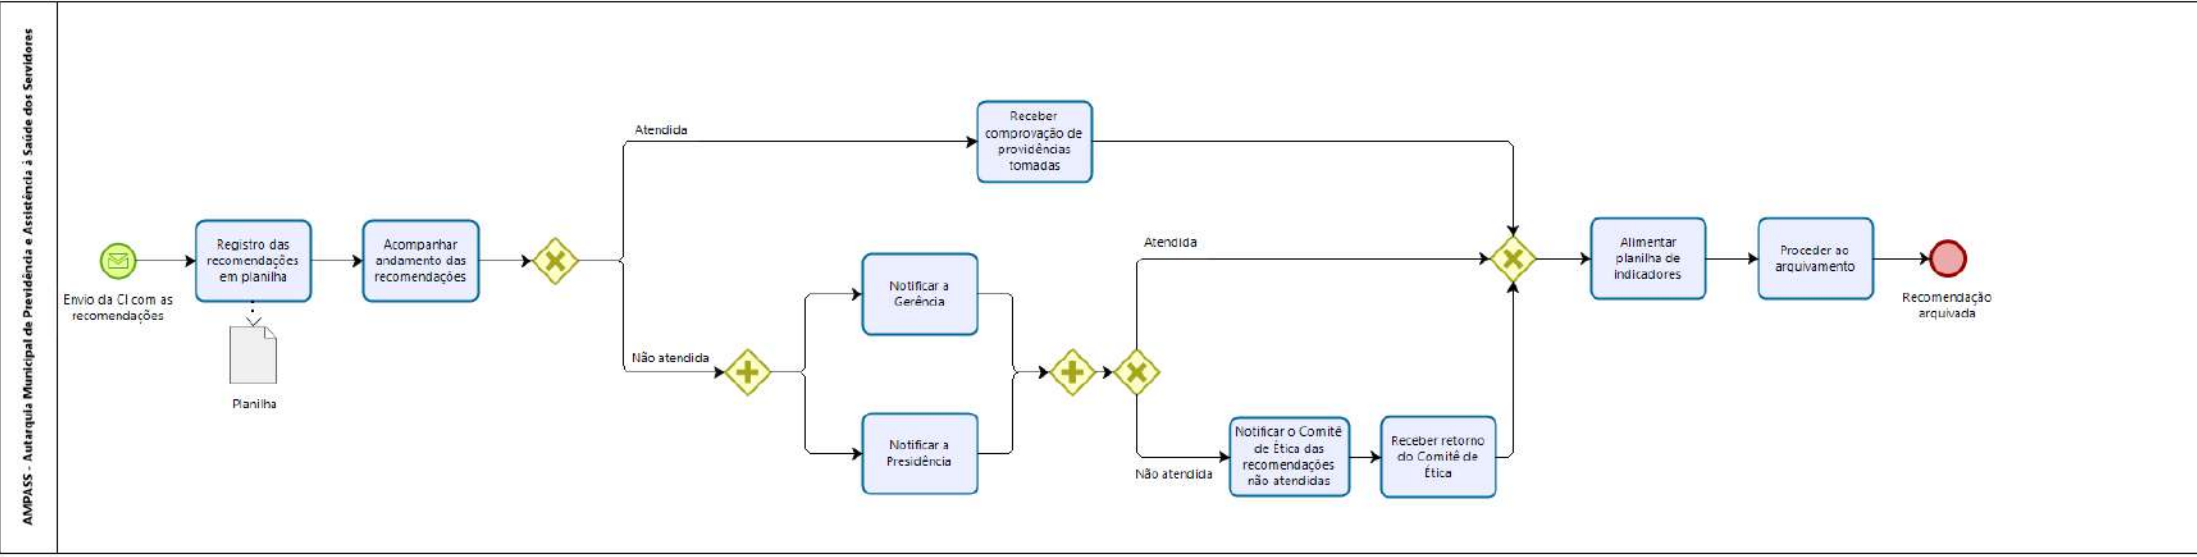 AMPASS - Autarquia Municipal de Previdência e Assistência à Saúde dos Servidores
Envio da CI com as
recomendações
Registro das
recomendações
em planilha
Planilha
Acompanhar
andamento das
recomendações
Atendida
Receber
comprovação de
providências
tomadas
Não atendida
Notificar a
Gerência
Notificar a
Presidência
Atendida
Não atendida
Notificar o Comitê
de Ética das
recomendações
não atendidas
Receber retorno
do Comitê de
Ética
Alimentar
planilha de
indicadores
Proceder ao
arquivamento
Recomendação
arquivada